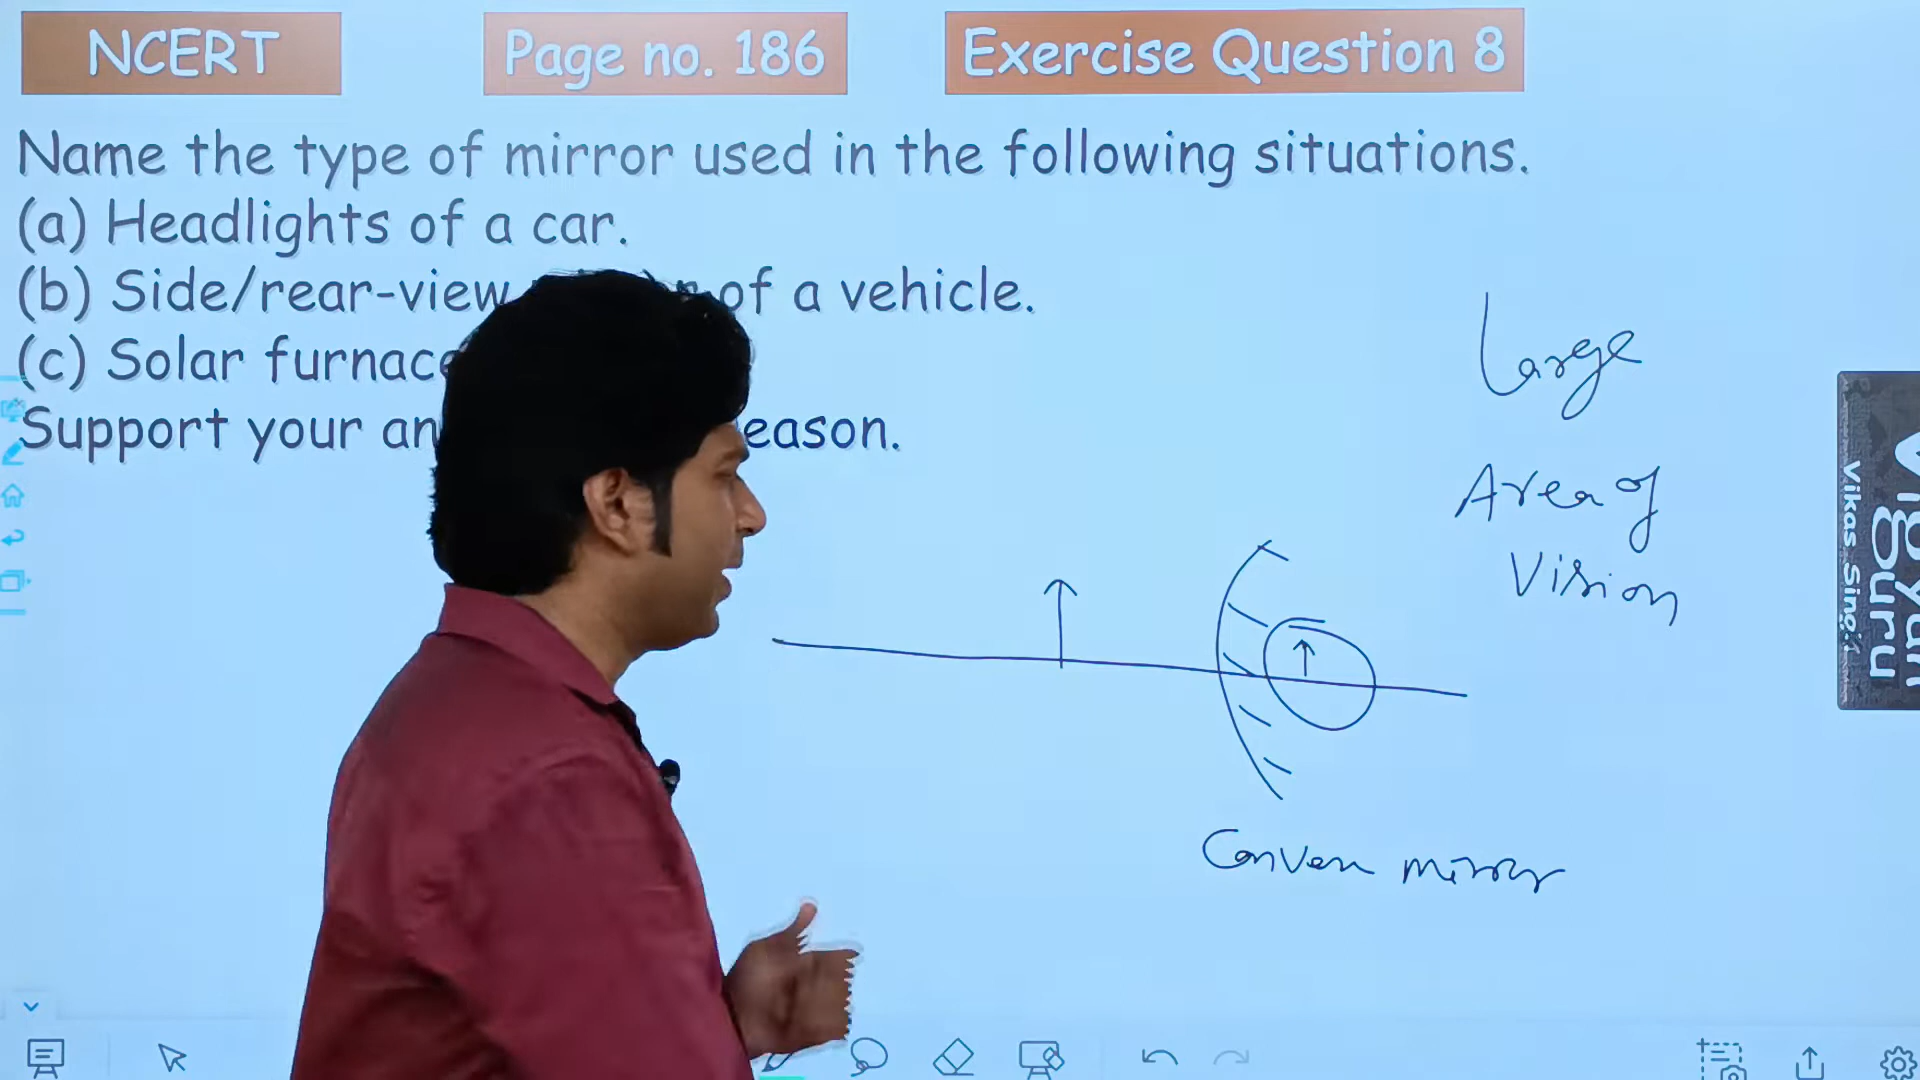 NCERT
Page no. 186
Exercise Question 8
Name the type of mirror used in the following situations.
(a) Headlights of a car.
(b) Side/rear-view of a vehicle.
(c) Solar furnace
Support your an eason.
Large
Area of
Vision
Convex mirror
Vigyan
guru
Vikas Singh